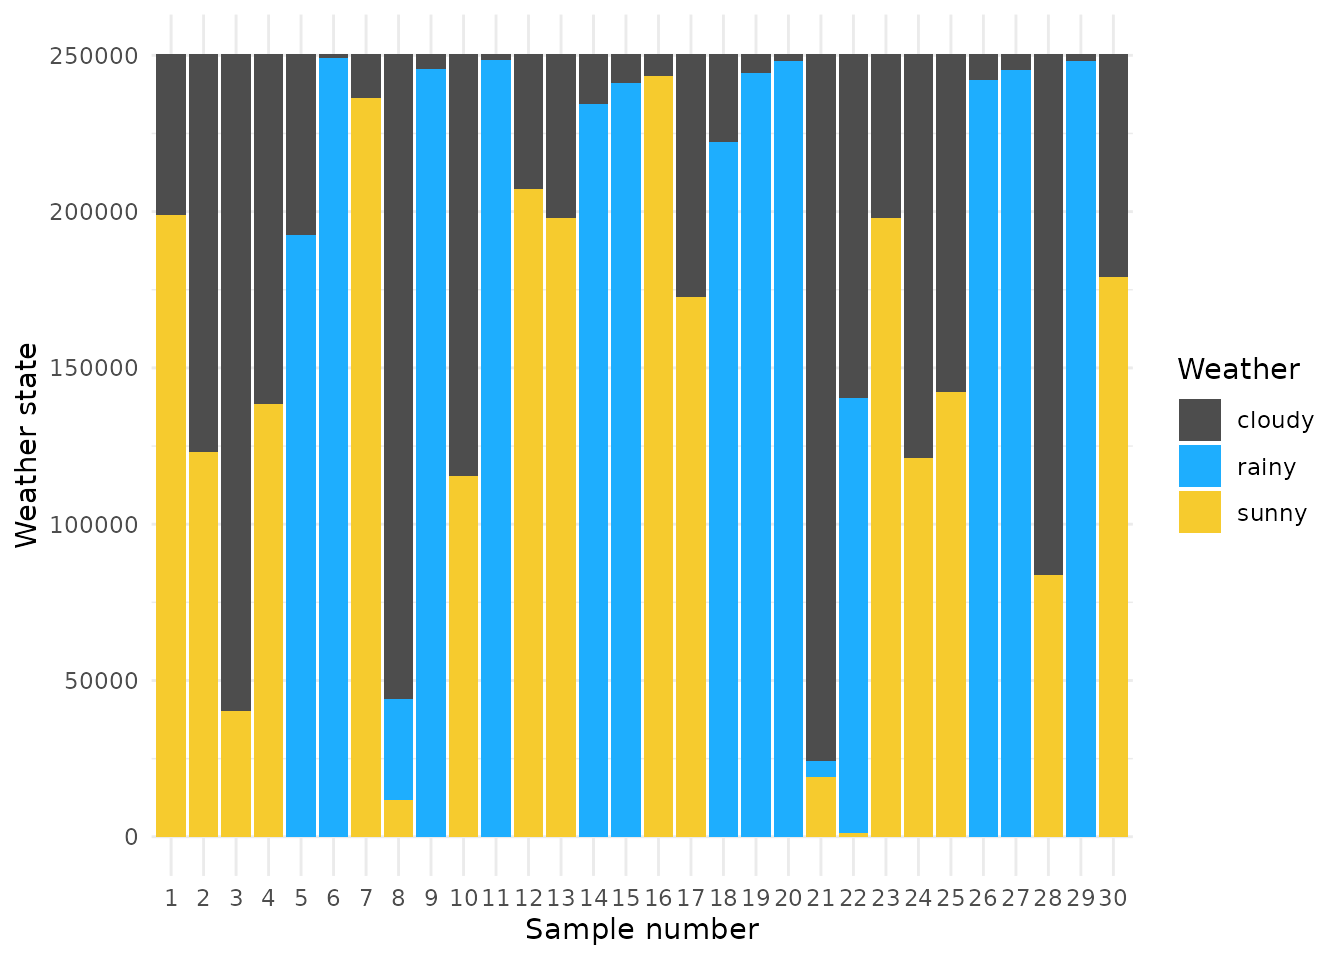 250000
200000
150000
100000
50000
0
Weather state
1 2 3 4 5 6 7 8 9 10 11 12 13 14 15 16 17 18 19 20 21 22 23 24 25 26 27 28 29 30
Sample number
Weather
cloudy
rainy
sunny